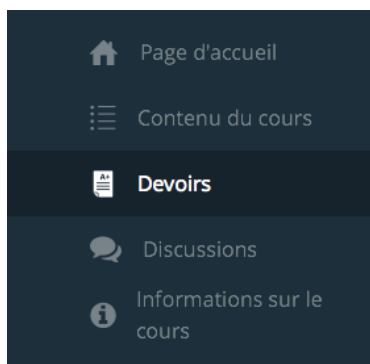 Page d'accueil
Contenu du cours
A+
Devoirs
Discussions
Informations sur le
cours